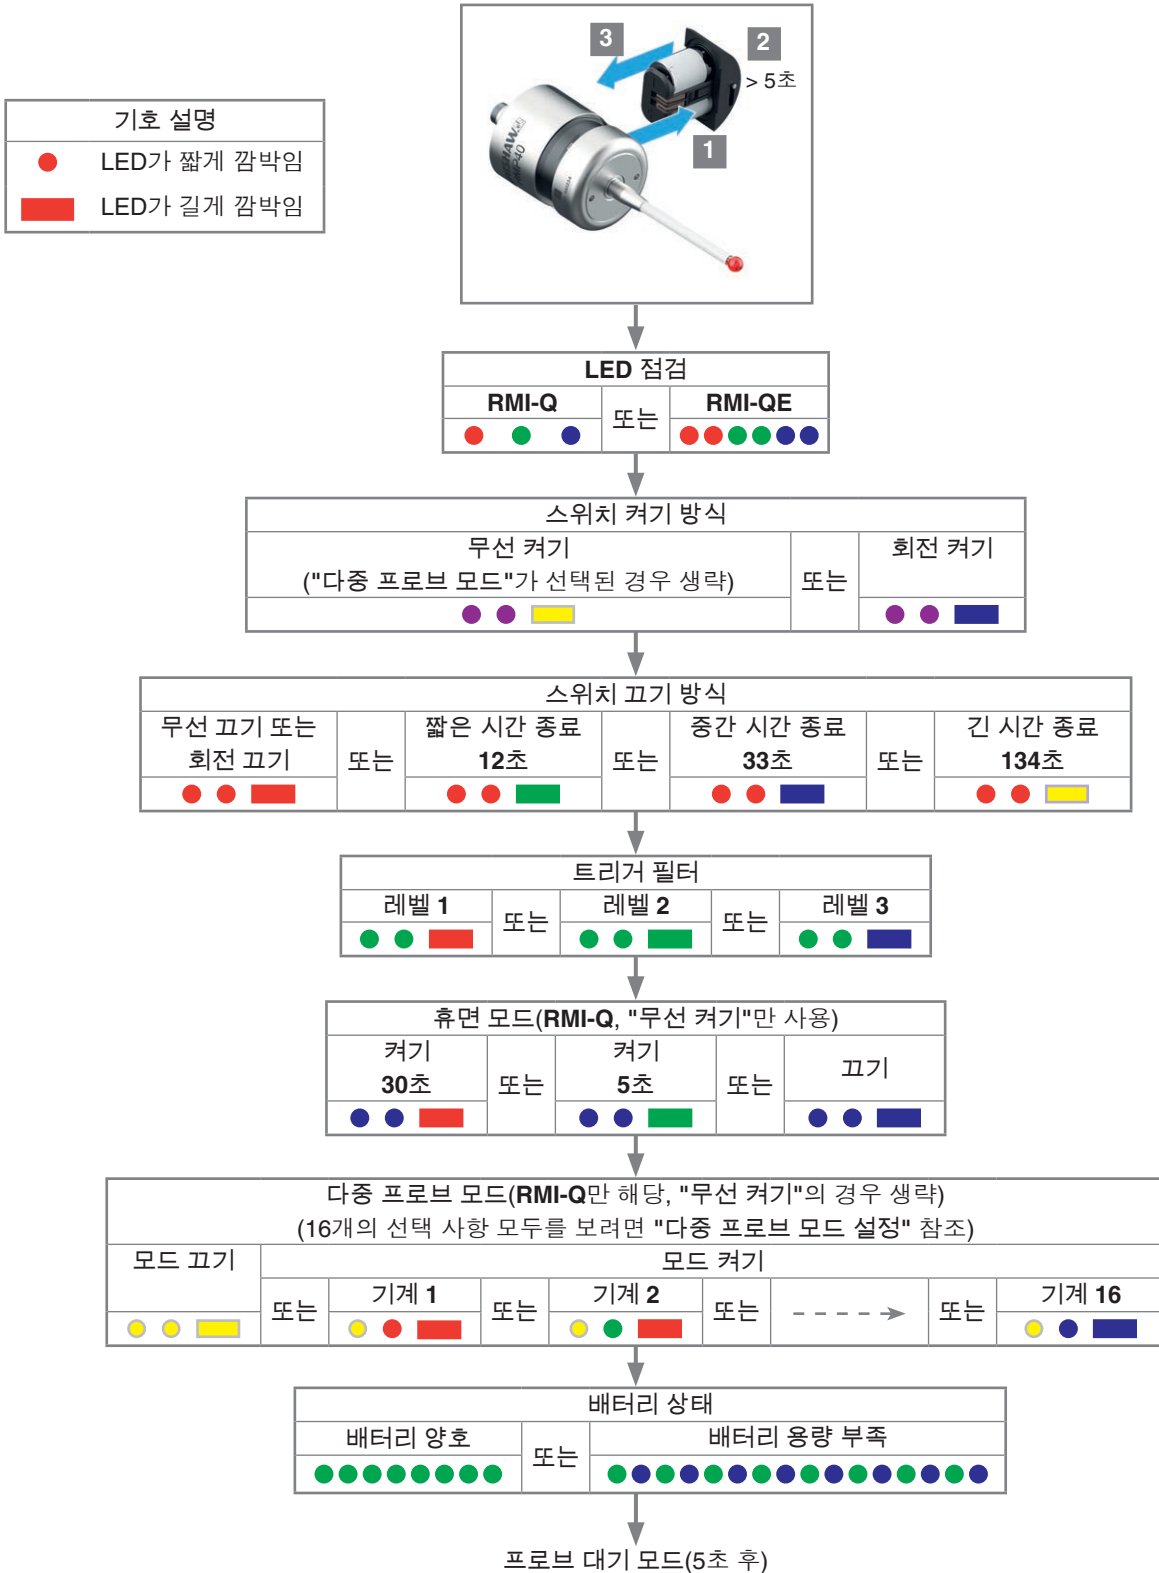 3
2
> 5초
1
HAW
RMP40
기호 설명
LED가 짧게 깜박임
LED가 길게 깜박임
LED 점검
RMI-Q
또는
RMI-QE
스위치 켜기 방식
무선 켜기
("다중 프로브 모드"가 선택된 경우 생략)
또는
회전 켜기
스위치 끄기 방식
무선 끄기 또는
회전 끄기
또는
짧은 시간 종료
12초
또는
중간 시간 종료
33초
또는
긴 시간 종료
134초
트리거 필터
레벨 1
또는
레벨 2
또는
레벨 3
휴면 모드(RMI-Q, "무선 켜기"만 사용)
켜기
30초
또는
켜기
5초
또는
끄기
다중 프로브 모드(RMI-Q만 해당, "무선 켜기"의 경우 생략)
(16개의 선택 사항 모두를 보려면 "다중 프로브 모드 설정" 참조)
모드 끄기
모드 켜기
또는
기계 1
또는
기계 2
또는
또는
기계 16
배터리 상태
배터리 양호
또는
배터리 용량 부족
프로브 대기 모드(5초 후)